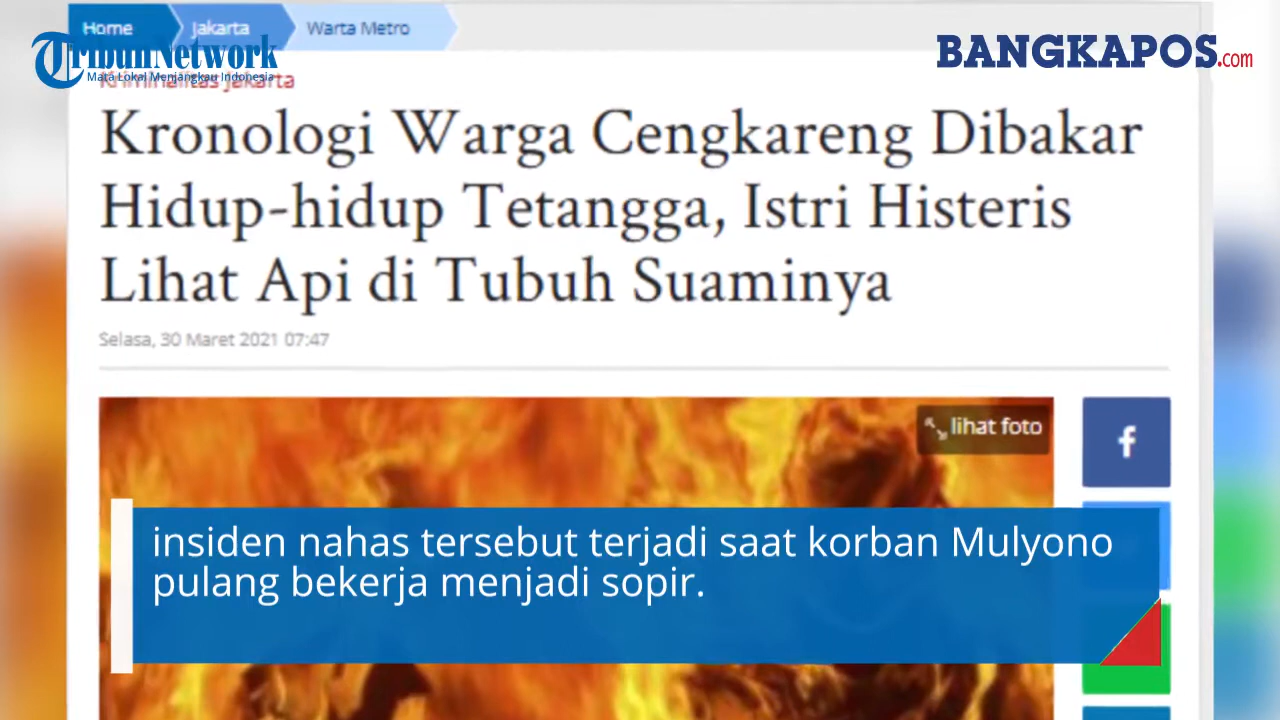 Home Jakarta Warta Metro
TribunNetwork
Mata Lokal Menjangkau Indonesia
BANGKAPOS.com
Kriminalitas Jakarta
Kronologi Warga Cengkareng Dibakar
Hidup-hidup Tetangga, Istri Histeris
Lihat Api di Tubuh Suaminya
Selasa, 30 Maret 2021 07:47
lihat foto
f
insiden nahas tersebut terjadi saat korban Mulyono
pulang bekerja menjadi sopir.